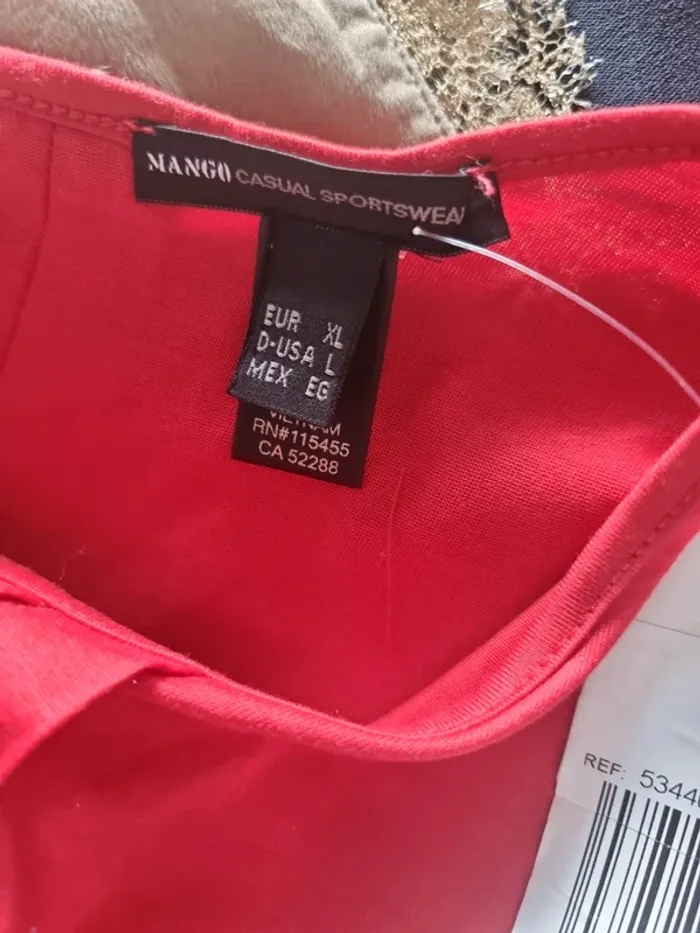 MANGO CASUAL SPORTSWEA
EUR XL
D-USA L
MEX EG
VIETNAM
RN#115455
CA 52288
REF: 5344